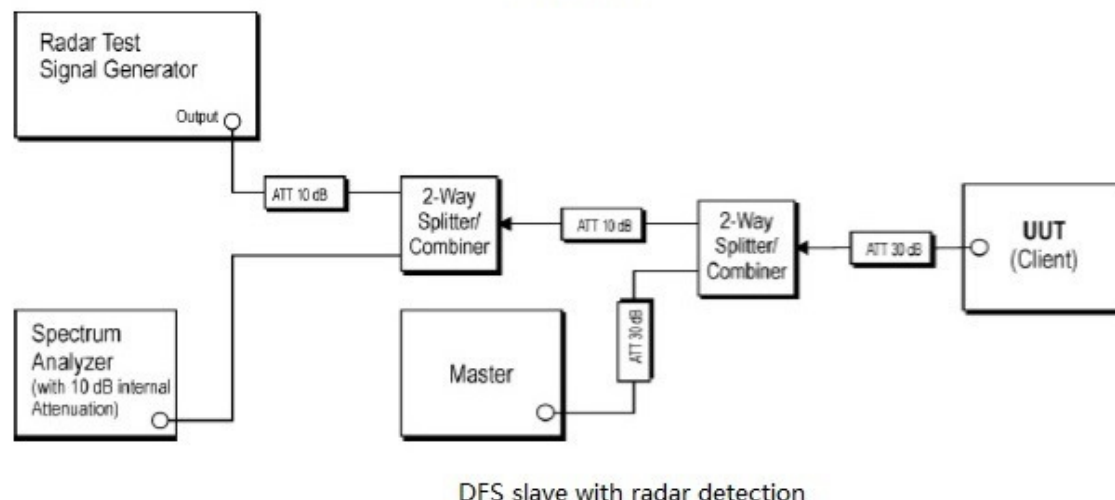 Radar Test
Signal Generator
Output
ATT 10 dB
2-Way
Splitter/
Combiner
ATT 10 dB
2-Way
Splitter/
Combiner
ATT 30 dB
UUT
(Client)
Spectrum
Analyzer
(with 10 dB internal
Attenuation)
Master
ATT 30 dB
DFS slave with radar detection